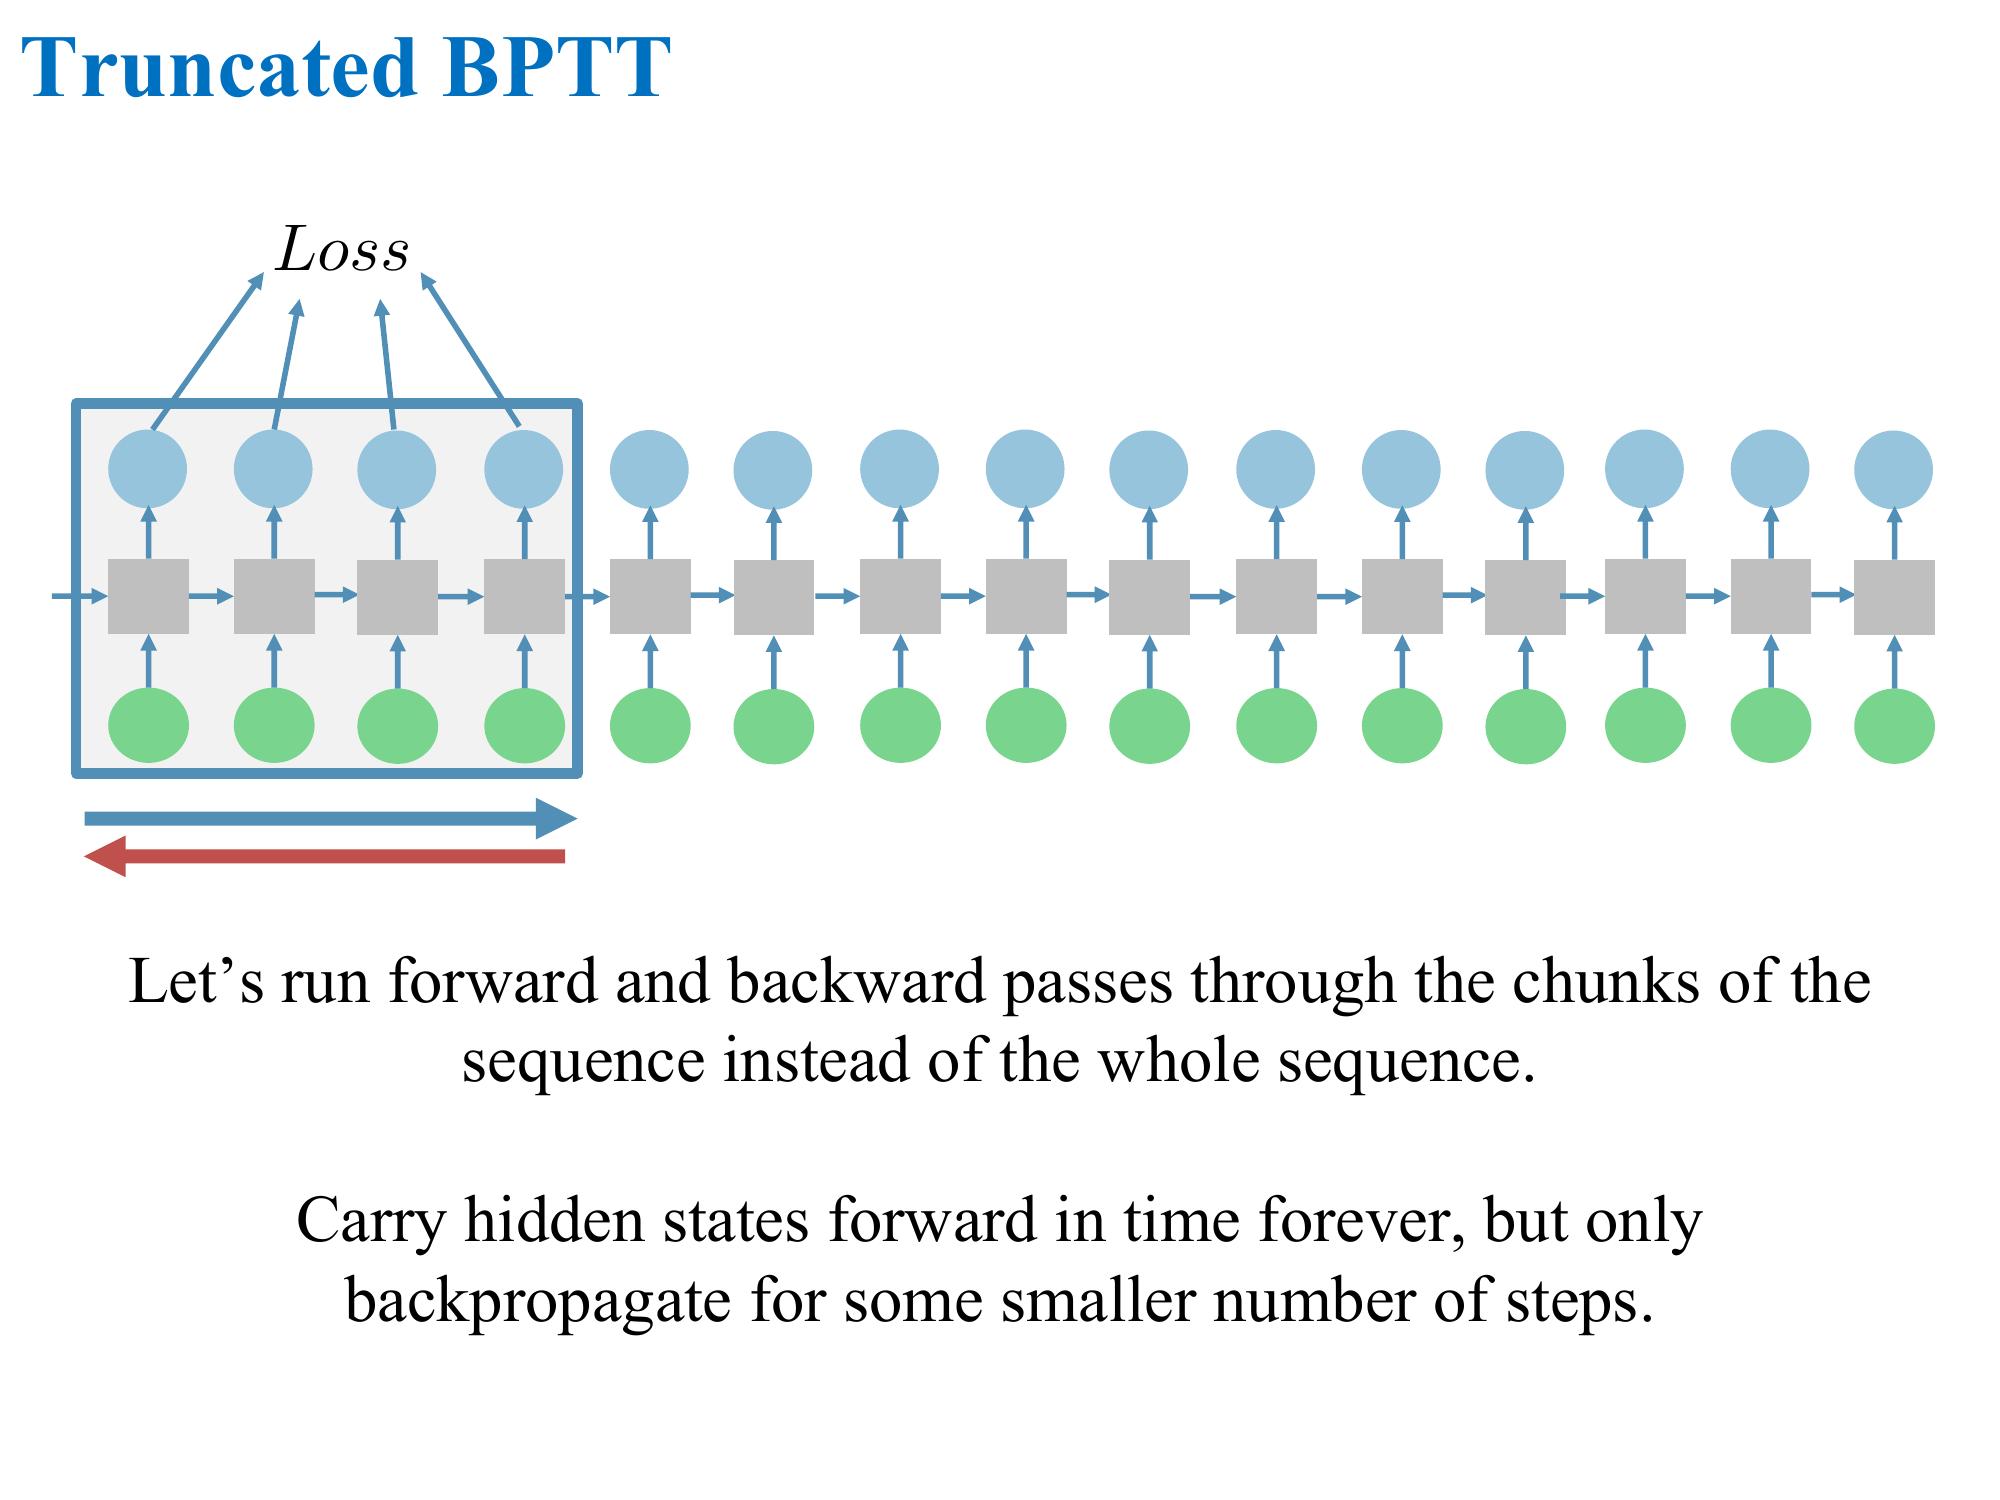 Truncated BPTT
Loss
Let’s run forward and backward passes through the chunks of the
sequence instead of the whole sequence.
Carry hidden states forward in time forever, but only
backpropagate for some smaller number of steps.